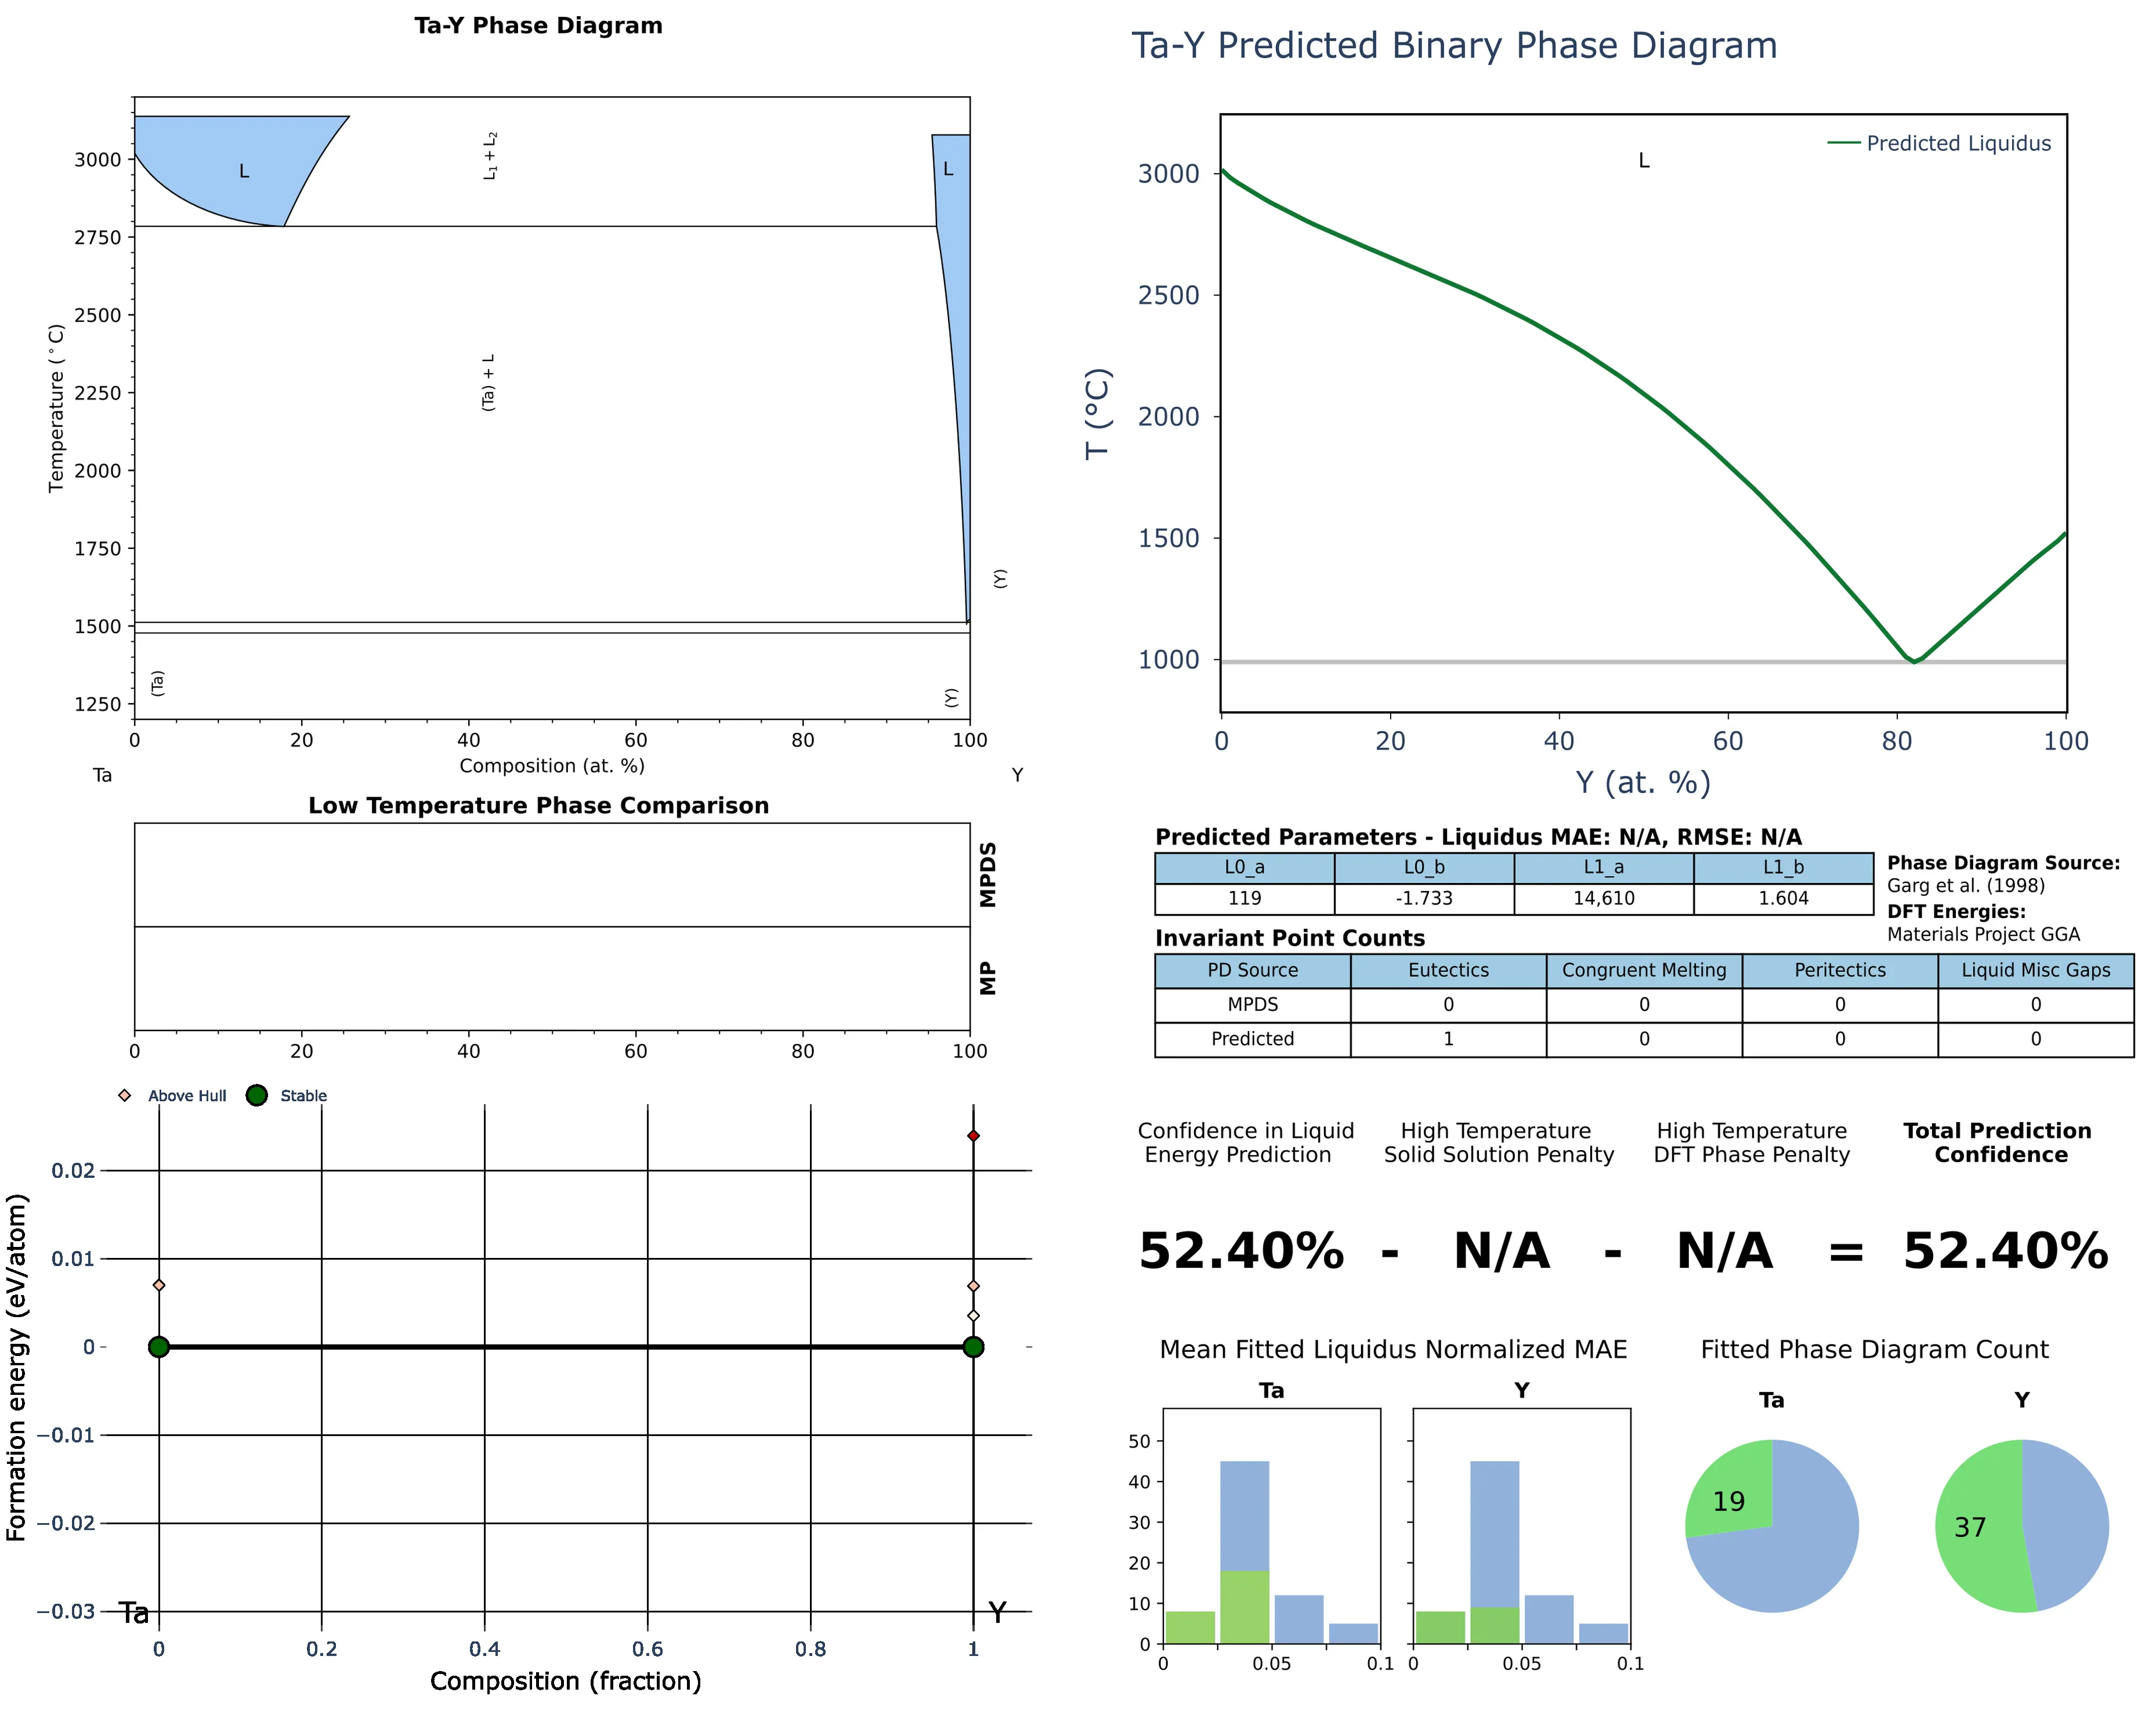 Ta-Y Phase Diagram
3000
2750
2500
2250
2000
1750
1500
1250
Temperature (°C)
L
L₁ + L₂
L
(Ta) + L
(Y)
(Ta)
(Y)
0 20 40 60 80 100
Composition (at. %)
Ta Y
Low Temperature Phase Comparison
MPDS
MP
0 20 40 60 80 100
Above Hull Stable
0.02
0.01
0
−0.01
−0.02
−0.03
Formation energy (eV/atom)
Ta Y
0 0.2 0.4 0.6 0.8 1
Composition (fraction)
Ta-Y Predicted Binary Phase Diagram
Predicted Liquidus
L
3000
2500
2000
1500
1000
T (°C)
0 20 40 60 80 100
Y (at. %)
Predicted Parameters - Liquidus MAE: N/A, RMSE: N/A
L0_a L0_b L1_a L1_b
119 -1.733 14,610 1.604
Phase Diagram Source:
Garg et al. (1998)
DFT Energies:
Materials Project GGA
Invariant Point Counts
PD Source Eutectics Congruent Melting Peritectics Liquid Misc Gaps
MPDS 0 0 0 0
Predicted 1 0 0 0
Confidence in Liquid
Energy Prediction
High Temperature
Solid Solution Penalty
High Temperature
DFT Phase Penalty
Total Prediction
Confidence
52.40% - N/A - N/A = 52.40%
Mean Fitted Liquidus Normalized MAE
Ta Y
50
40
30
20
10
0
0 0.05 0.1 0 0.05 0.1
Fitted Phase Diagram Count
Ta Y
19 37